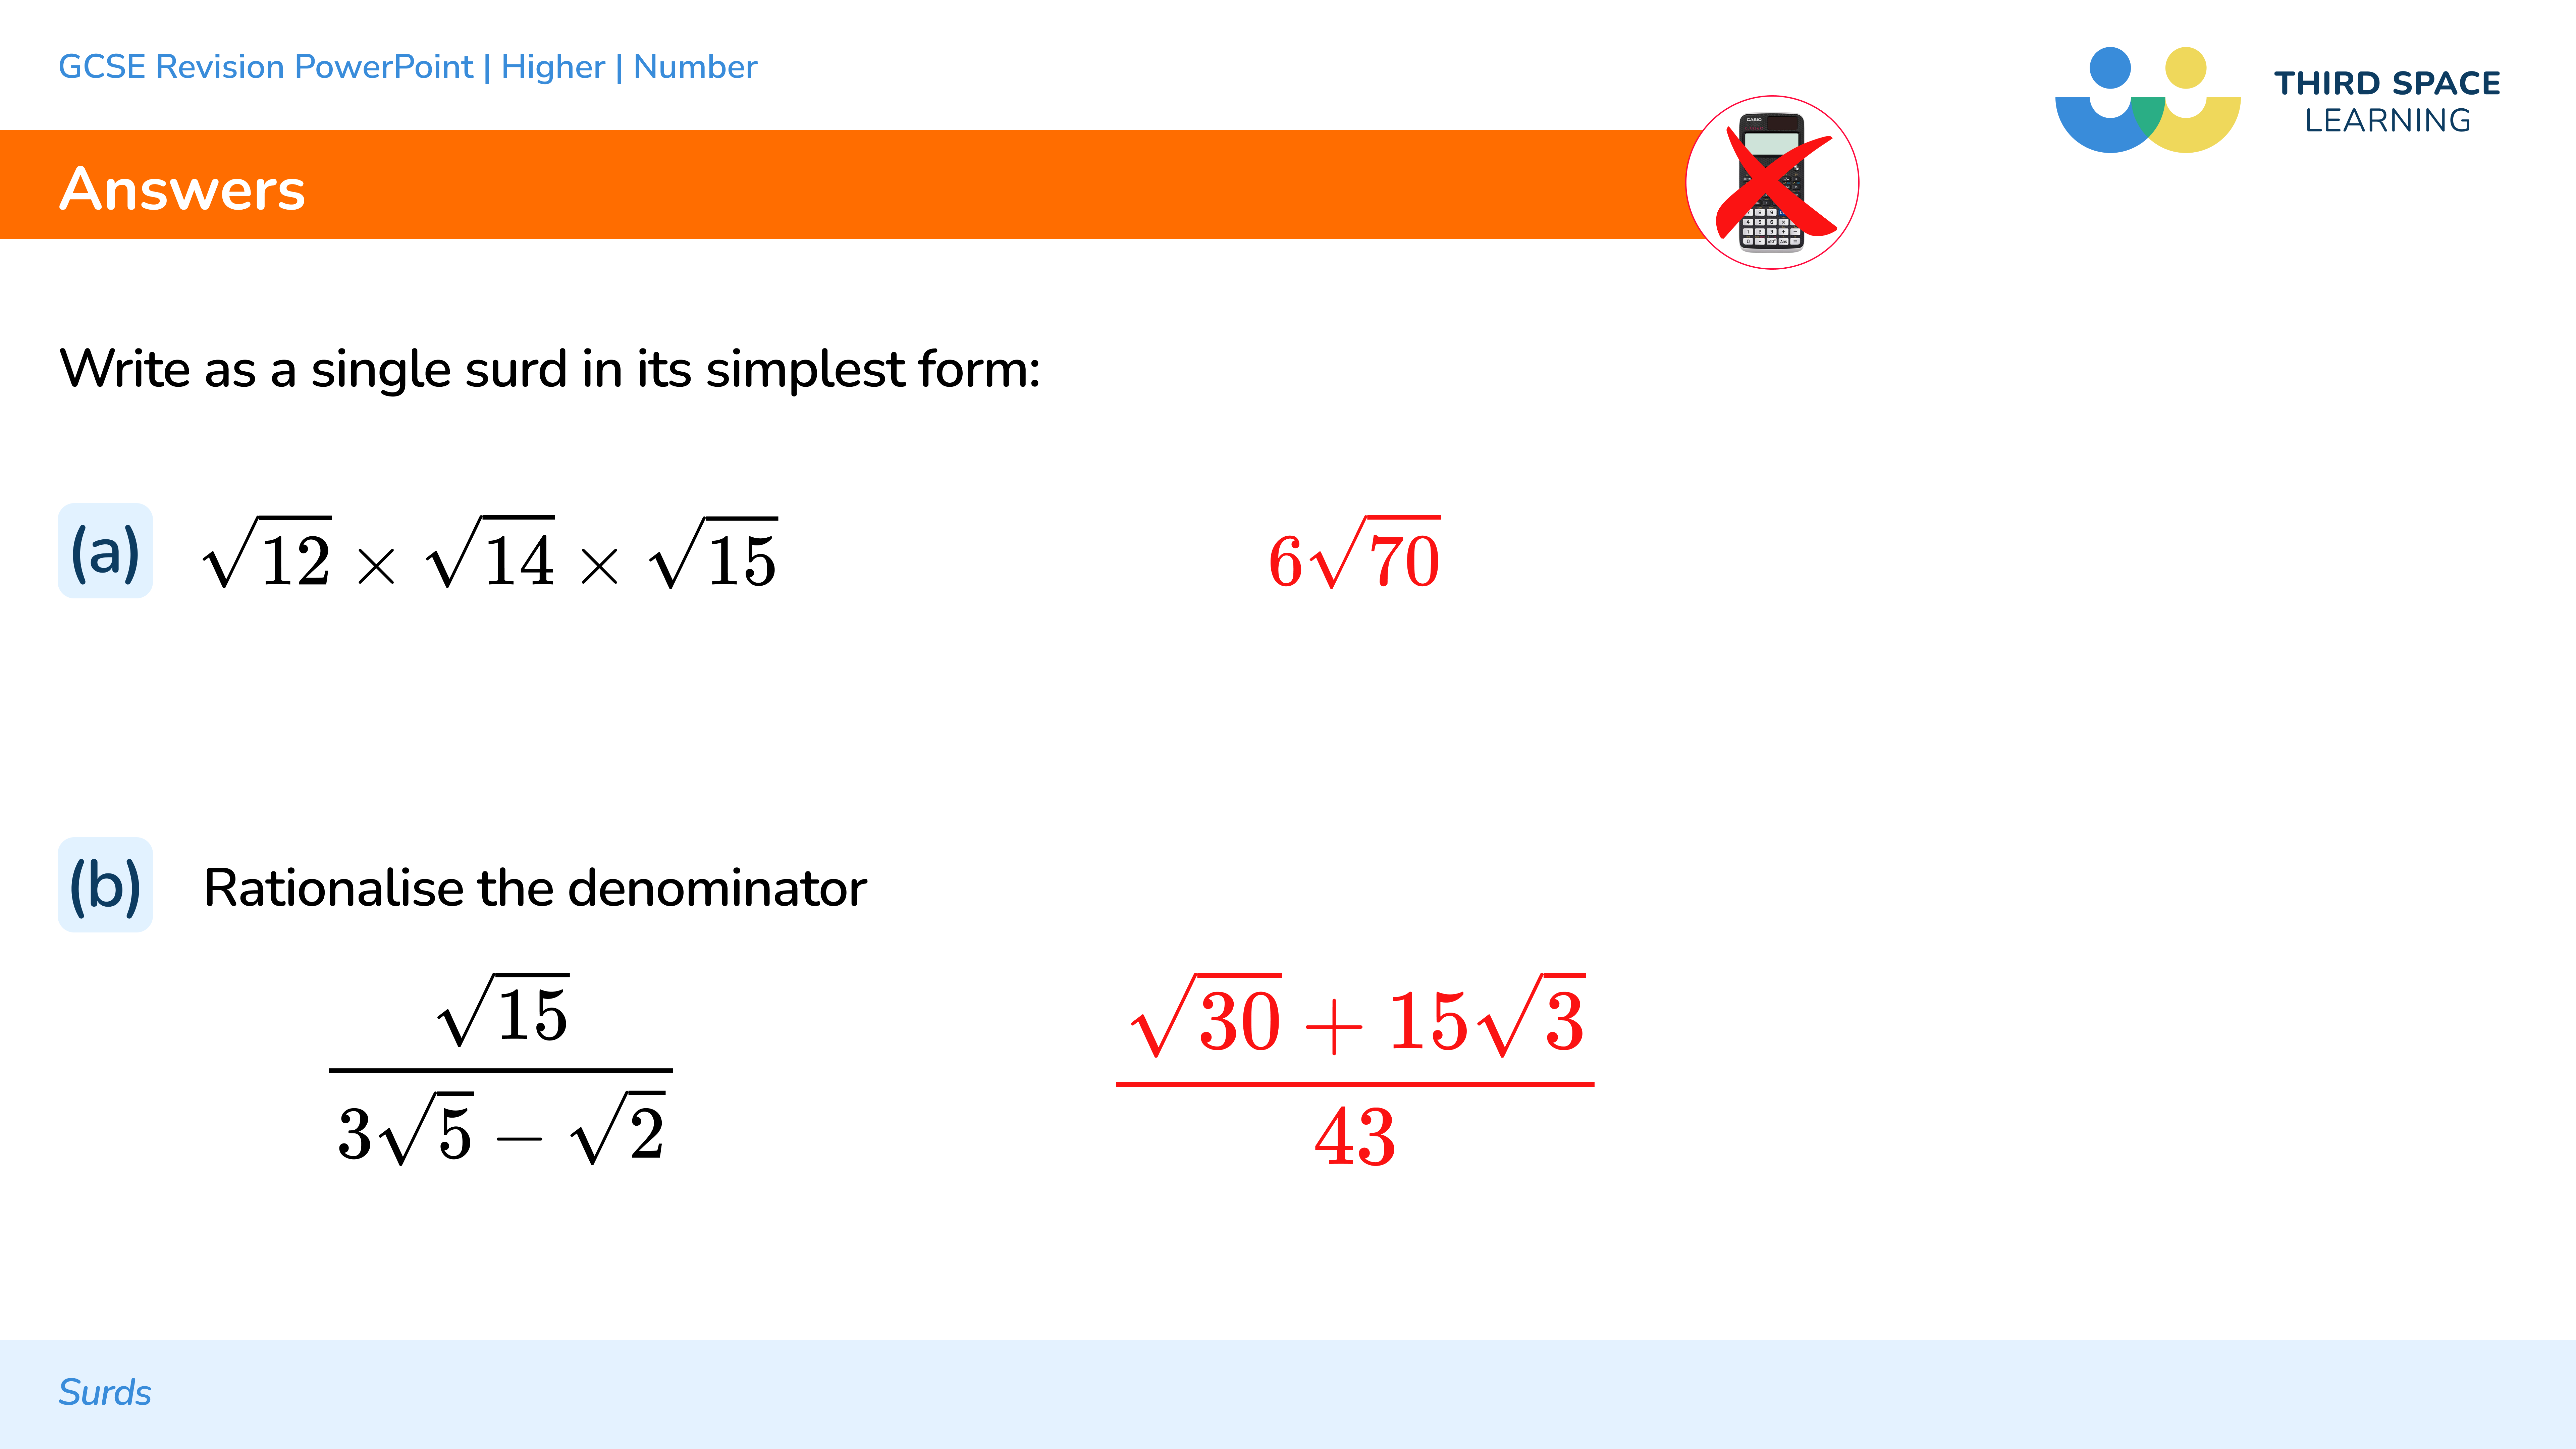 GCSE Revision PowerPoint | Higher | Number
THIRD SPACE
LEARNING
Answers
Write as a single surd in its simplest form:
(a) √12 × √14 × √15
6√70
(b) Rationalise the denominator
√15
3√5 − √2
√30 + 15√3
43
Surds